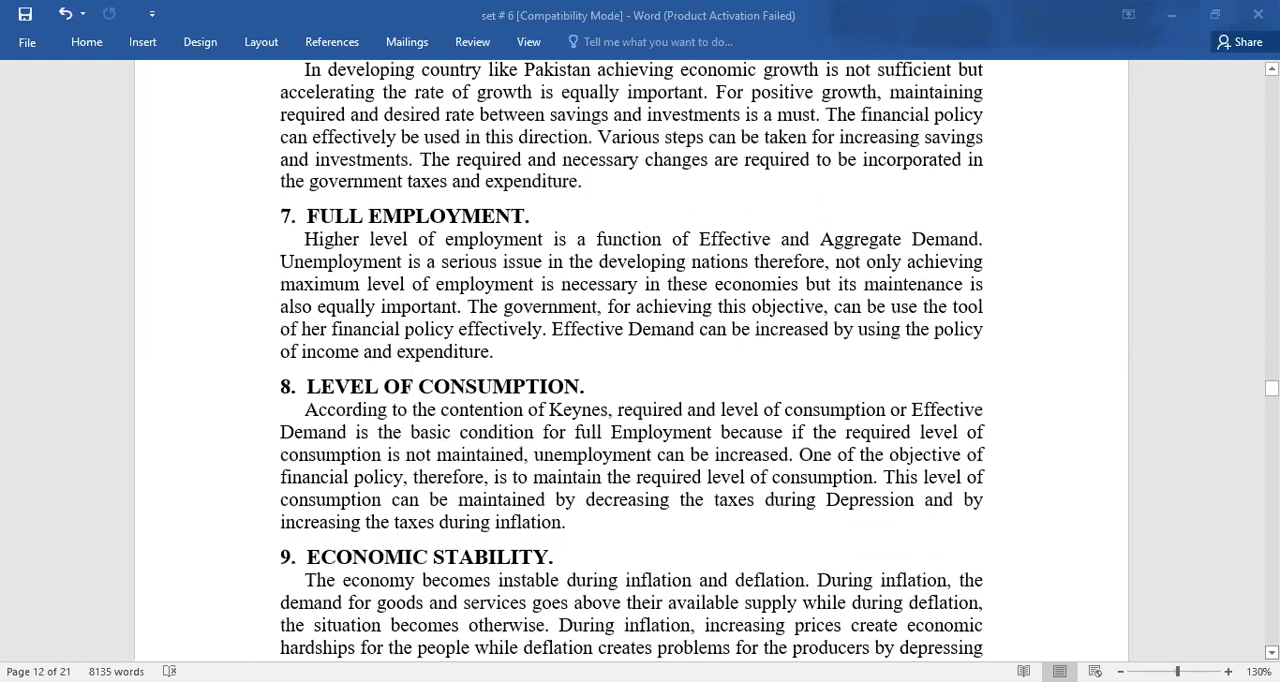 set # 6 [Compatibility Mode] - Word (Product Activation Failed)
File Home Insert Design Layout References Mailings Review View Tell me what you want to do... Share
In developing country like Pakistan achieving economic growth is not sufficient but
accelerating the rate of growth is equally important. For positive growth, maintaining
required and desired rate between savings and investments is a must. The financial policy
can effectively be used in this direction. Various steps can be taken for increasing savings
and investments. The required and necessary changes are required to be incorporated in
the government taxes and expenditure.
7. FULL EMPLOYMENT.
Higher level of employment is a function of Effective and Aggregate Demand.
Unemployment is a serious issue in the developing nations therefore, not only achieving
maximum level of employment is necessary in these economies but its maintenance is
also equally important. The government, for achieving this objective, can be use the tool
of her financial policy effectively. Effective Demand can be increased by using the policy
of income and expenditure.
8. LEVEL OF CONSUMPTION.
According to the contention of Keynes, required and level of consumption or Effective
Demand is the basic condition for full Employment because if the required level of
consumption is not maintained, unemployment can be increased. One of the objective of
financial policy, therefore, is to maintain the required level of consumption. This level of
consumption can be maintained by decreasing the taxes during Depression and by
increasing the taxes during inflation.
9. ECONOMIC STABILITY.
The economy becomes instable during inflation and deflation. During inflation, the
demand for goods and services goes above their available supply while during deflation,
the situation becomes otherwise. During inflation, increasing prices create economic
hardships for the people while deflation creates problems for the producers by depressing
Page 12 of 21 8135 words 130%